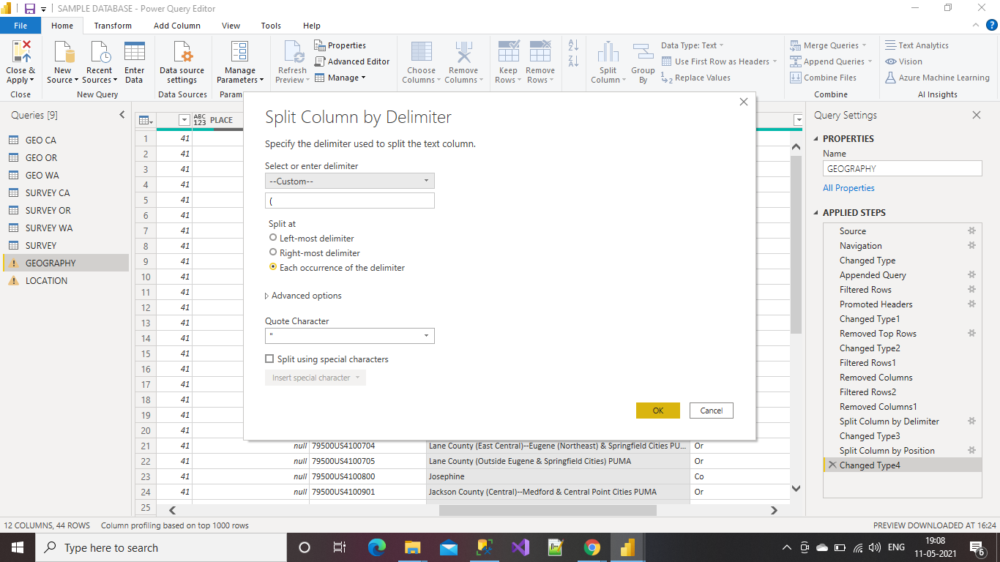 SAMPLE DATABASE - Power Query Editor
File Home Transform Add Column View Tools Help
Close & Apply
New Source
Recent Sources
Enter Data
Data source settings
Manage Parameters
Refresh Preview
Properties
Advanced Editor
Manage
Choose Columns
Remove Columns
Keep Rows
Remove Rows
Split Column
Group By
Data Type: Text
Use First Row as Headers
Replace Values
Merge Queries
Append Queries
Combine Files
Text Analytics
Vision
Azure Machine Learning
Close New Query Data Sources Param Combine AI Insights
Queries [9]
GEO CA
GEO OR
GEO WA
SURVEY CA
SURVEY OR
SURVEY WA
SURVEY
GEOGRAPHY
LOCATION
ABC 123 PLACE
1 41
2 41
3 41
4 41
5 41
6 41
7 41
8 41
9 41
10 41
11 41
12 41
13 41
14 41
15 41
16 41
17 41
18 41
19 41
20 41
21 41 null 79500US4100704 Lane County (East Central)--Eugene (Northeast) & Springfield Cities PU... Or
22 41 null 79500US4100705 Lane County (Outside Eugene & Springfield Cities) PUMA Or
23 41 null 79500US4100800 Josephine Co
24 41 null 79500US4100901 Jackson County (Central)--Medford & Central Point Cities PUMA Or
25
Split Column by Delimiter
Specify the delimiter used to split the text column.
Select or enter delimiter
--Custom--
(
Split at
Left-most delimiter
Right-most delimiter
Each occurrence of the delimiter
Advanced options
Quote Character
"
Split using special characters
Insert special character
OK Cancel
Query Settings
PROPERTIES
Name
GEOGRAPHY
All Properties
APPLIED STEPS
Source
Navigation
Changed Type
Appended Query
Filtered Rows
Promoted Headers
Changed Type1
Removed Top Rows
Changed Type2
Filtered Rows1
Removed Columns
Filtered Rows2
Removed Columns1
Split Column by Delimiter
Changed Type3
Split Column by Position
Changed Type4
12 COLUMNS, 44 ROWS Column profiling based on top 1000 rows PREVIEW DOWNLOADED AT 16:24
Type here to search
ENG
19:08
11-05-2021
6